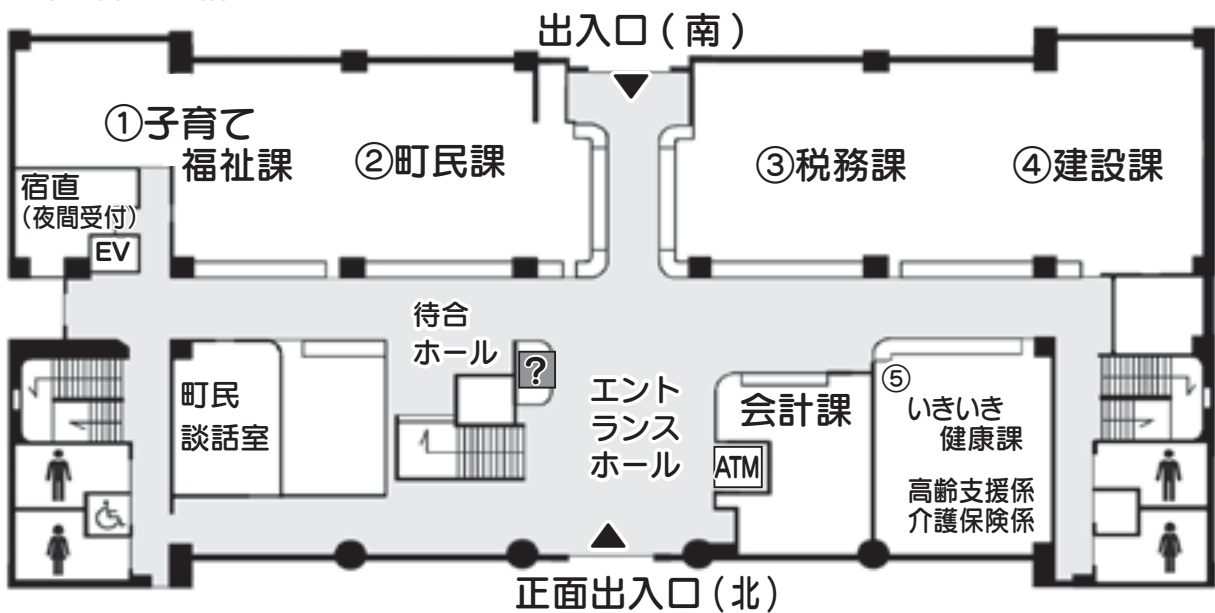 出入口(南)
①子育て
福祉課
②町民課
③税務課
④建設課
宿直
(夜間受付)
EV
待合
ホール
?
町民
談話室
エント
ランス
ホール
会計課
ATM
⑤
いきいき
健康課
高齢支援係
介護保険係
正面出入口(北)